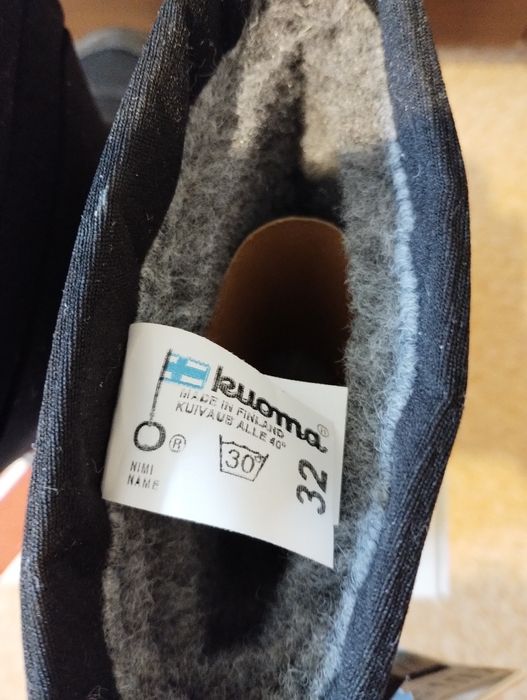 kuoma®
MADE IN FINLAND
KUIVAUS ALLE 40°
®
30°
32
NIMI
NAME